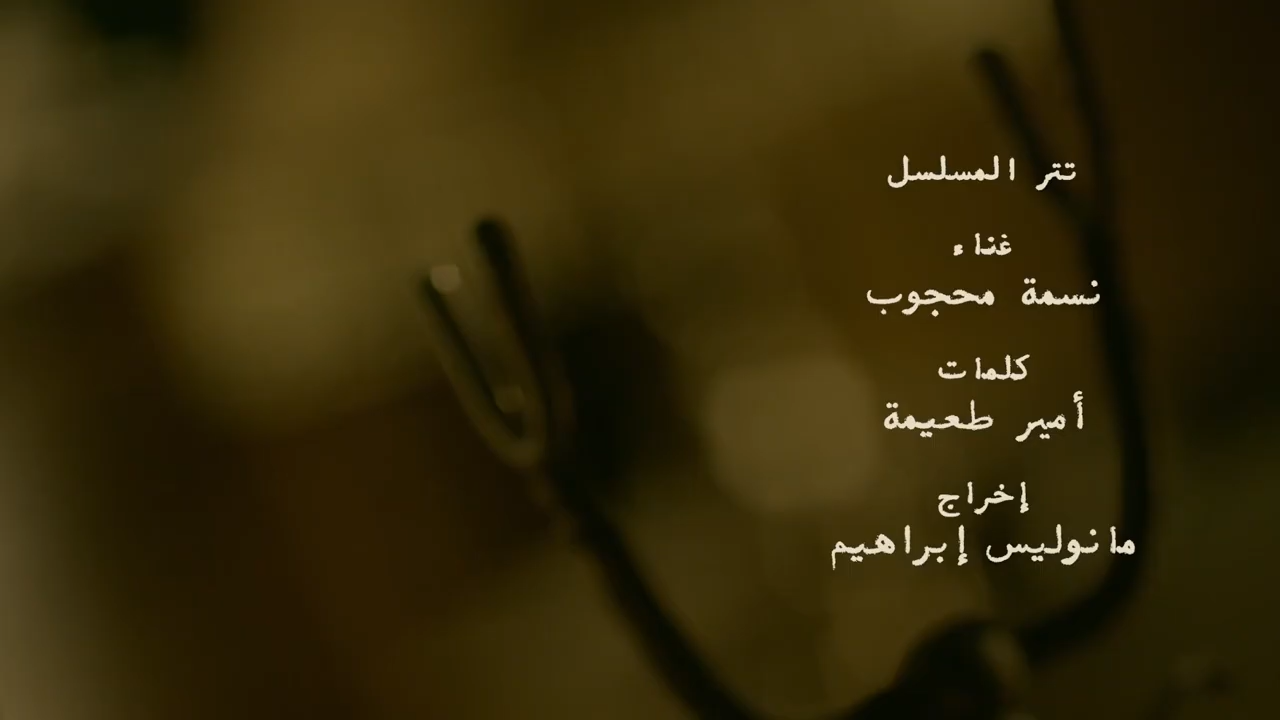 تتر المسلسل
غناء
نسمة محجوب
كلمات
أمير طعيمة
إخراج
مانوليس إبراهيم